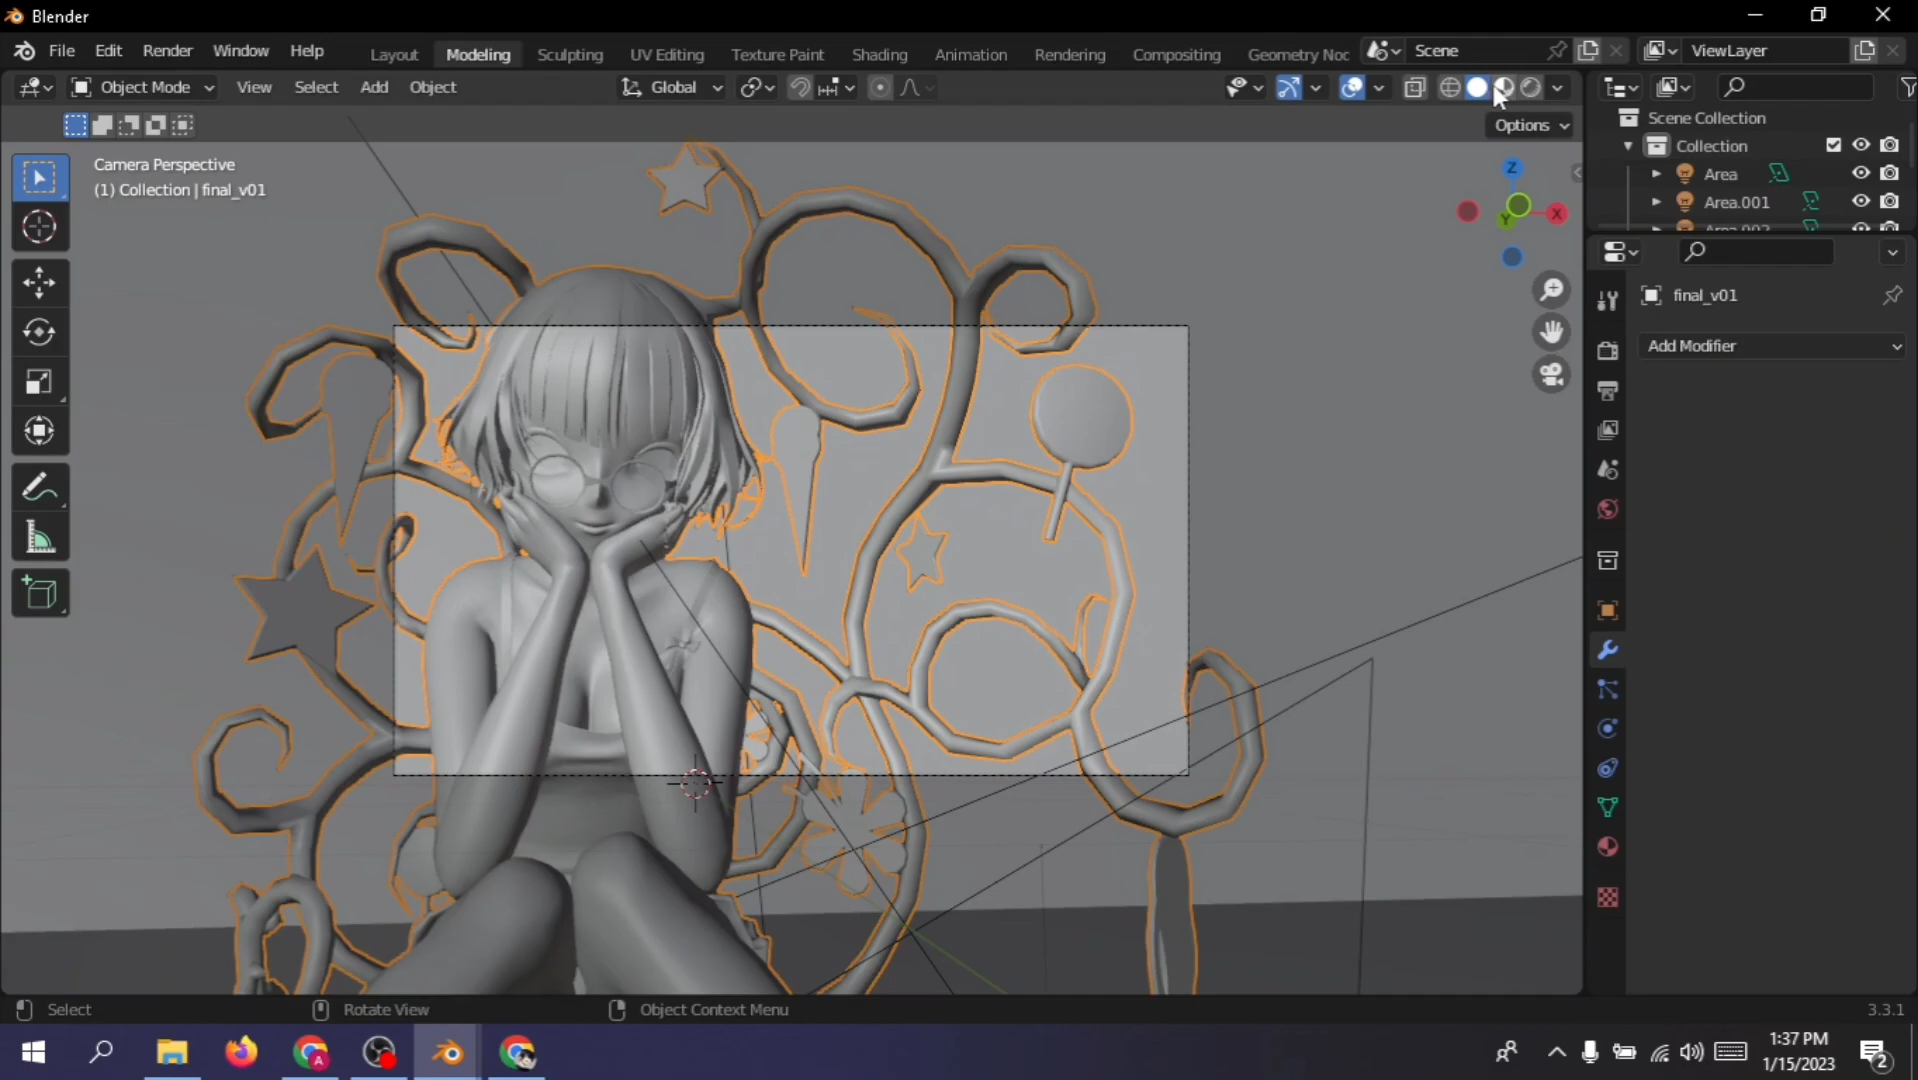 Blender
File Edit Render Window Help Layout Modeling Sculpting UV Editing Texture Paint Shading Animation Rendering Compositing Geometry Noc Scene ViewLayer
Object Mode View Select Add Object Global
Options
Camera Perspective
(1) Collection | final_v01
Z
X
Y
Scene Collection
Collection
Area
Area.001
Area.002
final_v01
Add Modifier
Select Rotate View Object Context Menu 3.3.1
A
1:37 PM
1/15/2023
2